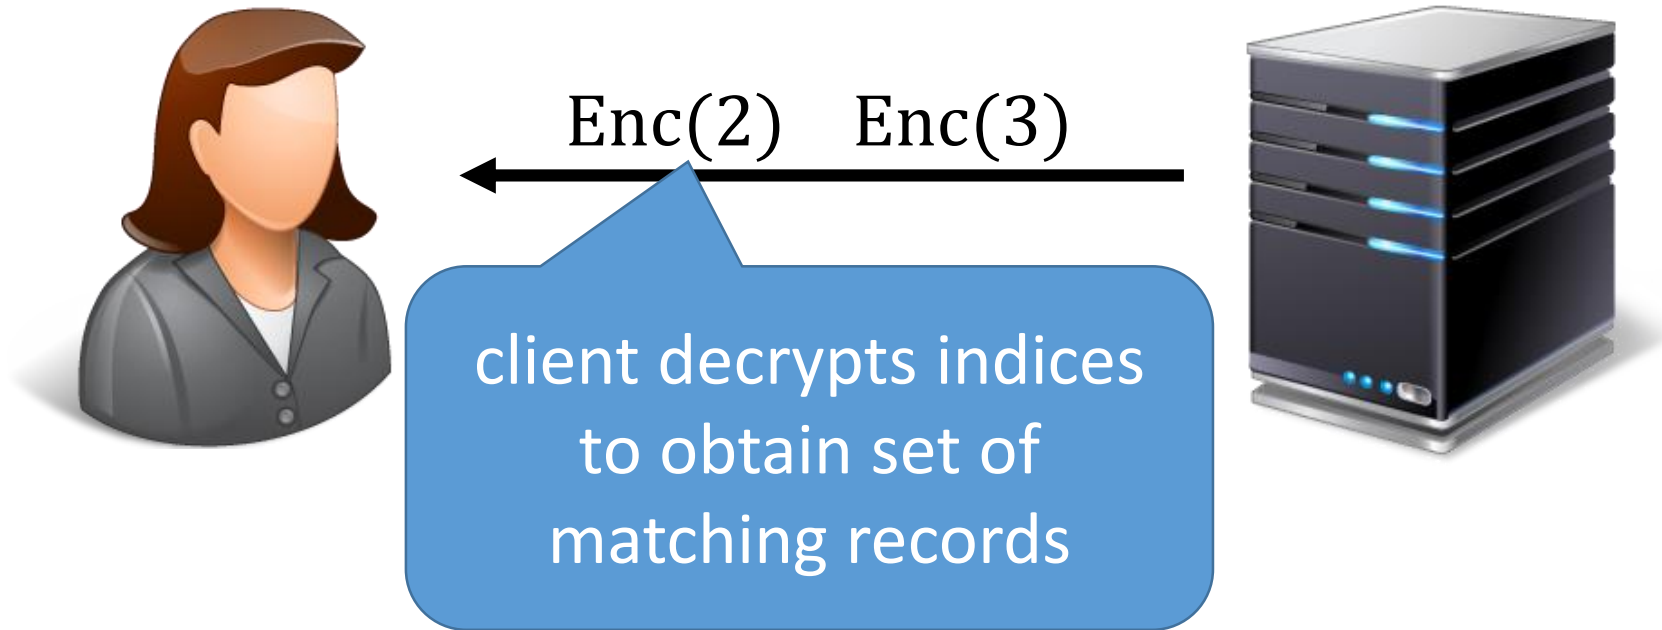 Enc(2) Enc(3)
client decrypts indices
to obtain set of
matching records